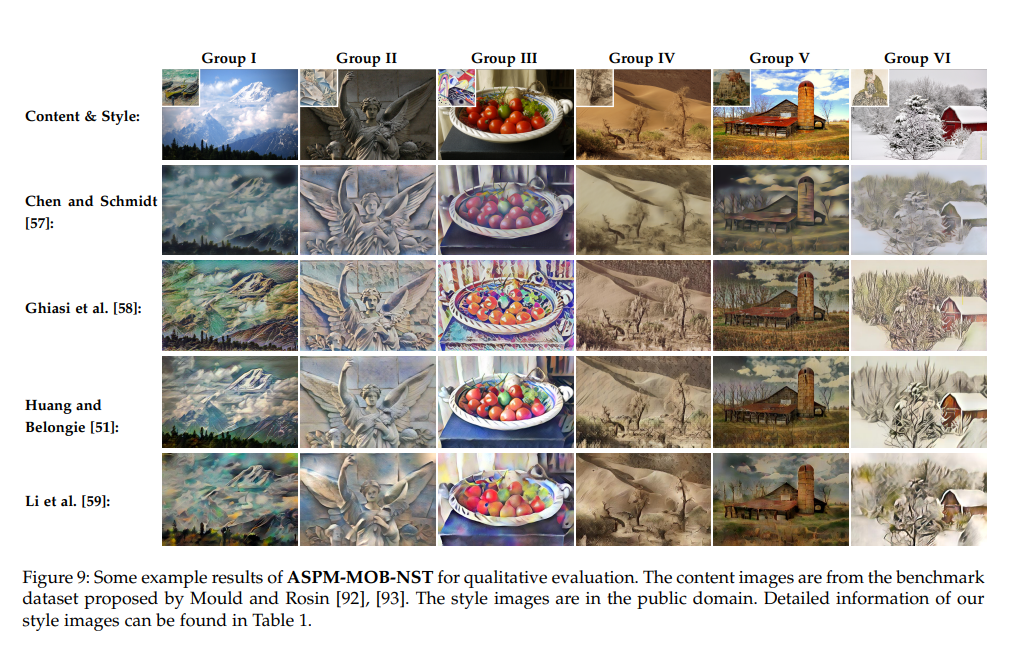 Group I Group II Group III Group IV Group V Group VI
Content & Style:
Chen and Schmidt
[57]:
Ghiasi et al. [58]:
Huang and
Belongie [51]:
Li et al. [59]:
Figure 9: Some example results of ASPM-MOB-NST for qualitative evaluation. The content images are from the benchmark
dataset proposed by Mould and Rosin [92], [93]. The style images are in the public domain. Detailed information of our
style images can be found in Table 1.